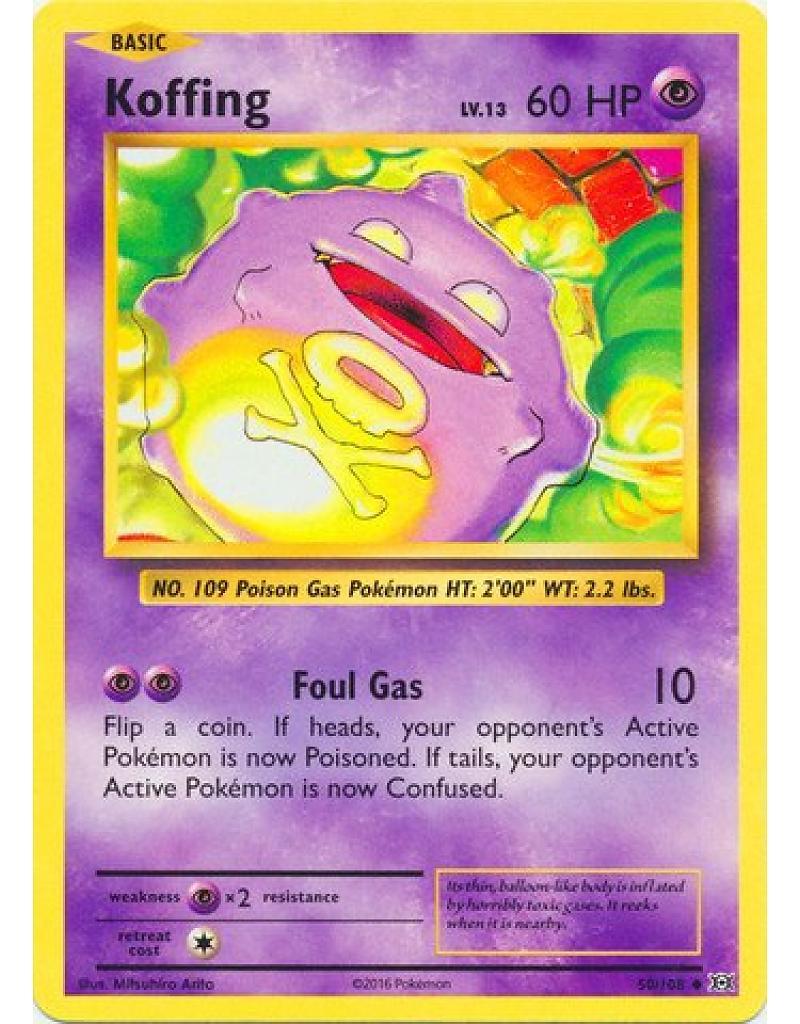 BASIC
Koffing LV.13 60 HP
NO. 109 Poison Gas Pokémon HT: 2'00" WT: 2.2 lbs.
Foul Gas 10
Flip a coin. If heads, your opponent's Active
Pokémon is now Poisoned. If tails, your opponent's
Active Pokémon is now Confused.
weakness ×2 resistance
retreat
cost
Its thin, balloon-like body is inflated
by horribly toxic gases. It reeks
when it is nearby.
Illus. Mitsuhiro Arita ©2016 Pokémon 50/108